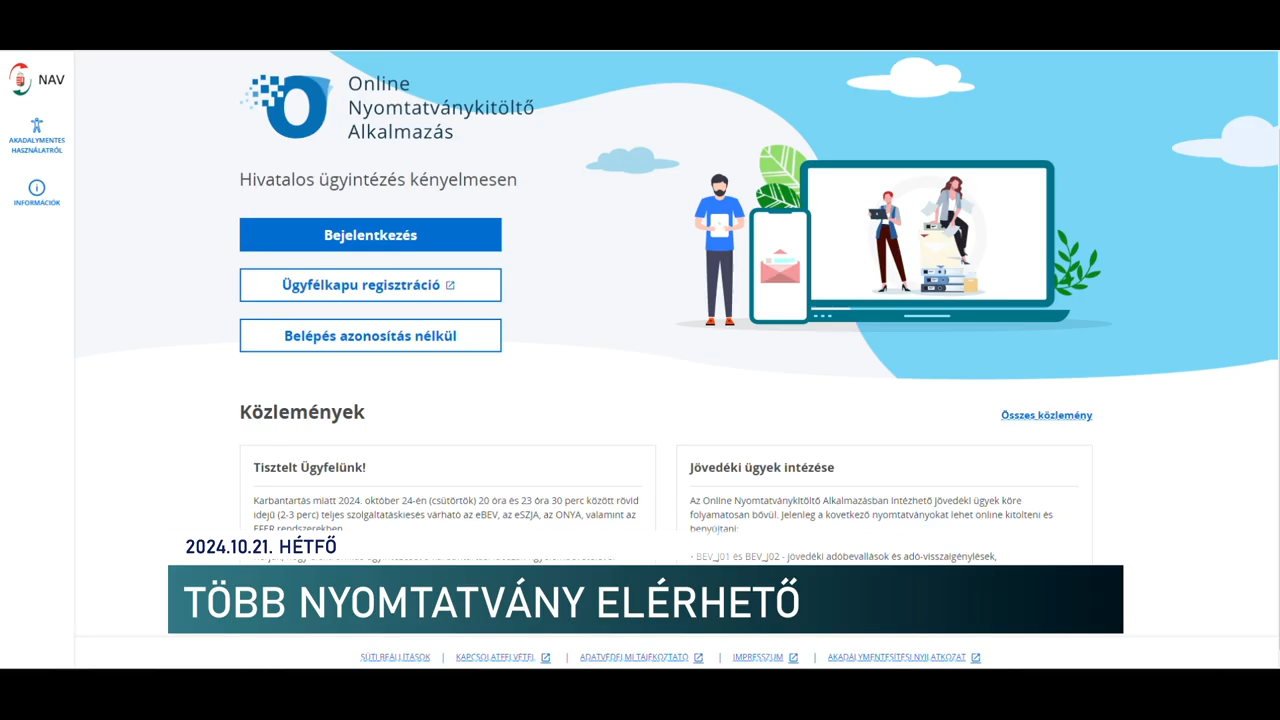 NAV
AKADÁLYMENTES
HASZNÁLATRÓL
INFORMÁCIÓK
Online
Nyomtatványkitöltő
Alkalmazás
Hivatalos ügyintézés kényelmesen
Bejelentkezés
Ügyfélkapu regisztráció
Belépés azonosítás nélkül
Közlemények
Összes közlemény
Tisztelt Ügyfelünk!
Karbantartás miatt 2024. október 24-én (csütörtök) 20 óra és 23 óra 30 perc között rövid
idejű (2-3 perc) teljes szolgáltatáskiesés várható az eBEV, az eSZJA, az ONYA, valamint az
EFER rendszerekben.
Jövedéki ügyek intézése
Az Online Nyomtatványkitöltő Alkalmazásban intézhető jövedéki ügyek köre
folyamatosan bővül. Jelenleg a következő nyomtatványokat lehet online kitölteni és
benyújtani:
- BEV_J01 és BEV_J02 - jövedéki adóbevallások és adó-visszaigénylések,
2024.10.21. HÉTFŐ
TÖBB NYOMTATVÁNY ELÉRHETŐ
SÜTIBEÁLLÍTÁSOK | KAPCSOLATFELVÉTEL | ADATVÉDELMI TÁJÉKOZTATÓ | IMPRESSZUM | AKADÁLYMENTESÍTÉSI NYILATKOZAT